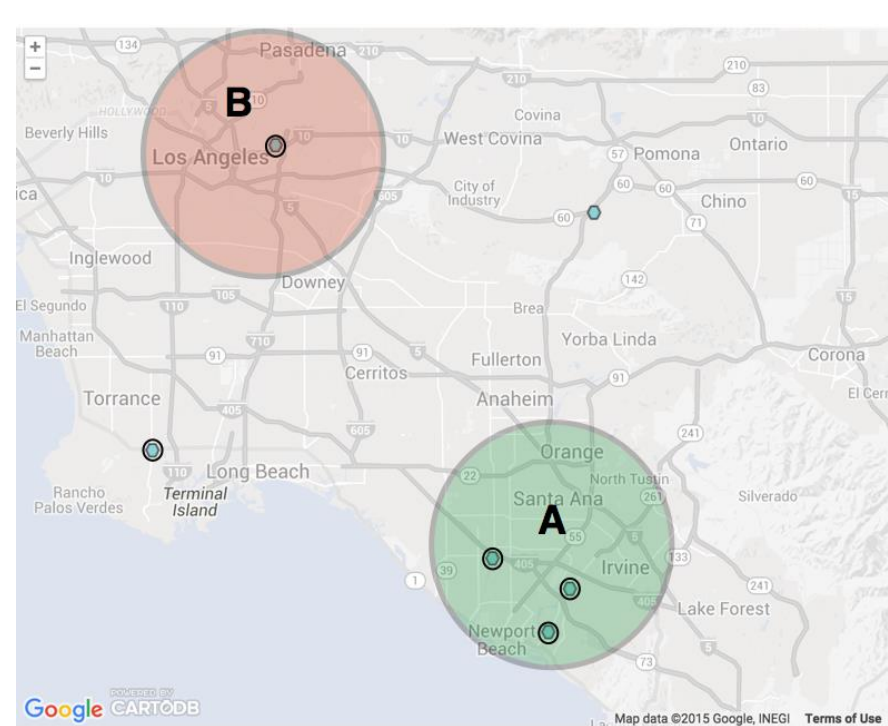 +
−
134
Pasadena
210
210
210
83
HOLLYWOOD
5
10
B
Covina
10
Beverly Hills
10
10
West Covina
57
Pomona
Ontario
Los Angeles
ica
10
605
City of
Industry
60
60
60
60
15
Chino
5
60
71
Inglewood
Downey
142
El Segundo
110
105
15
Brea
Manhattan
Beach
710
Yorba Linda
91
91
5
Fullerton
Corona
Cerritos
91
Torrance
Anaheim
El Cerr
405
605
241
Orange
110
Long Beach
22
North Tustin
Rancho
Palos Verdes
Terminal
Island
Santa Ana
261
Silverado
A
55
5
133
1
39
405
Irvine
241
405
Lake Forest
Newport
Beach
5
73
POWERED BY
Google CARTODB
La
Map data ©2015 Google, INEGI
Terms of Use